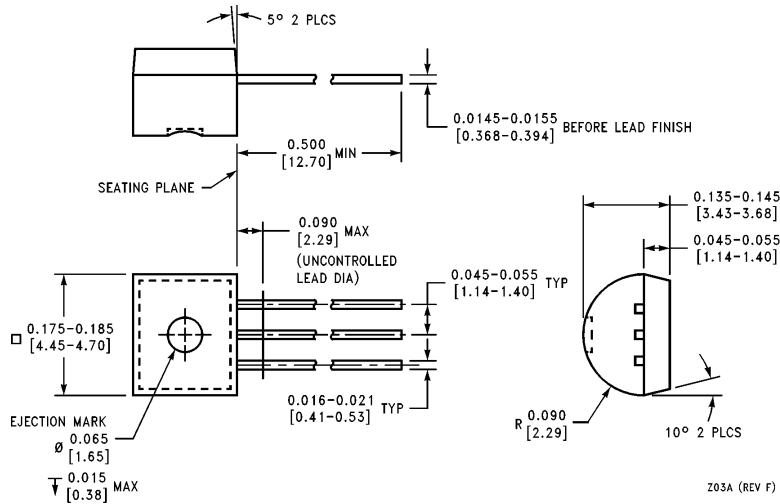 5° 2 PLCS
0.0145-0.0155
[0.368-0.394] BEFORE LEAD FINISH
0.500
[12.70] MIN
SEATING PLANE
0.090
[2.29] MAX
(UNCONTROLLED
LEAD DIA)
0.135-0.145
[3.43-3.68]
0.045-0.055
[1.14-1.40]
0.045-0.055
[1.14-1.40] TYP
0.175-0.185
[4.45-4.70]
0.016-0.021
[0.41-0.53] TYP
EJECTION MARK
Ø 0.065
[1.65]
0.015
[0.38] MAX
R 0.090
[2.29]
10° 2 PLCS
Z03A (REV F)